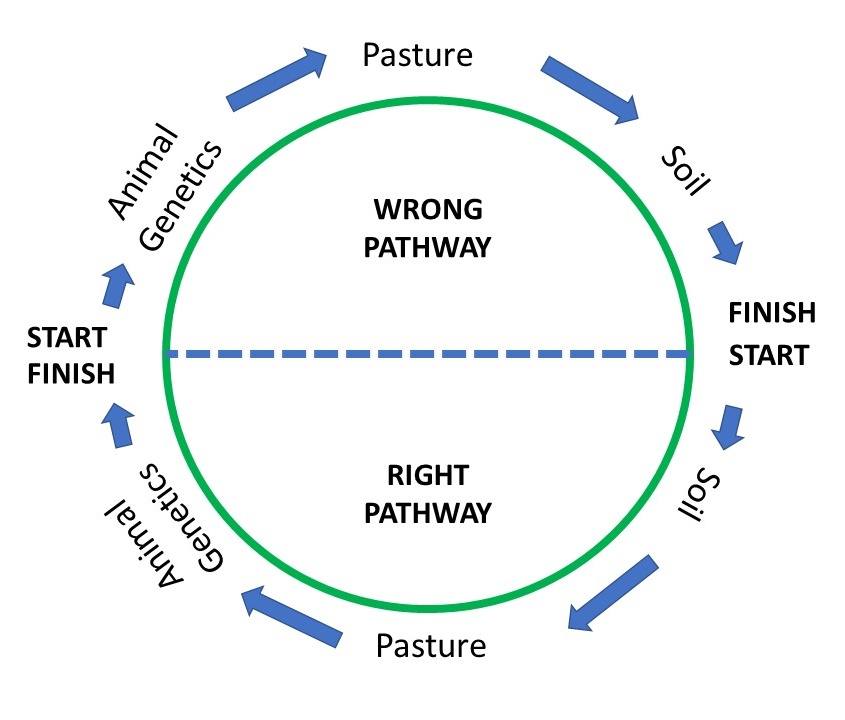 Pasture
Animal
Genetics
Soil
WRONG
PATHWAY
START
FINISH
FINISH
START
RIGHT
PATHWAY
Soil
Genetics
Animal
Pasture